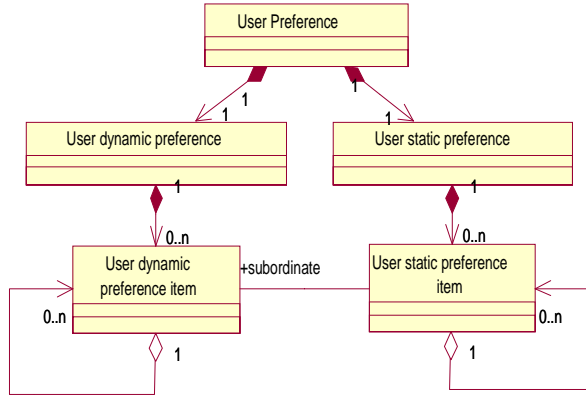 User Preference
1
1
1
1
User dynamic preference
User static preference
1
1
0..n
0..n
User dynamic
preference item
+subordinate
User static preference
item
0..n
0..n
1
1